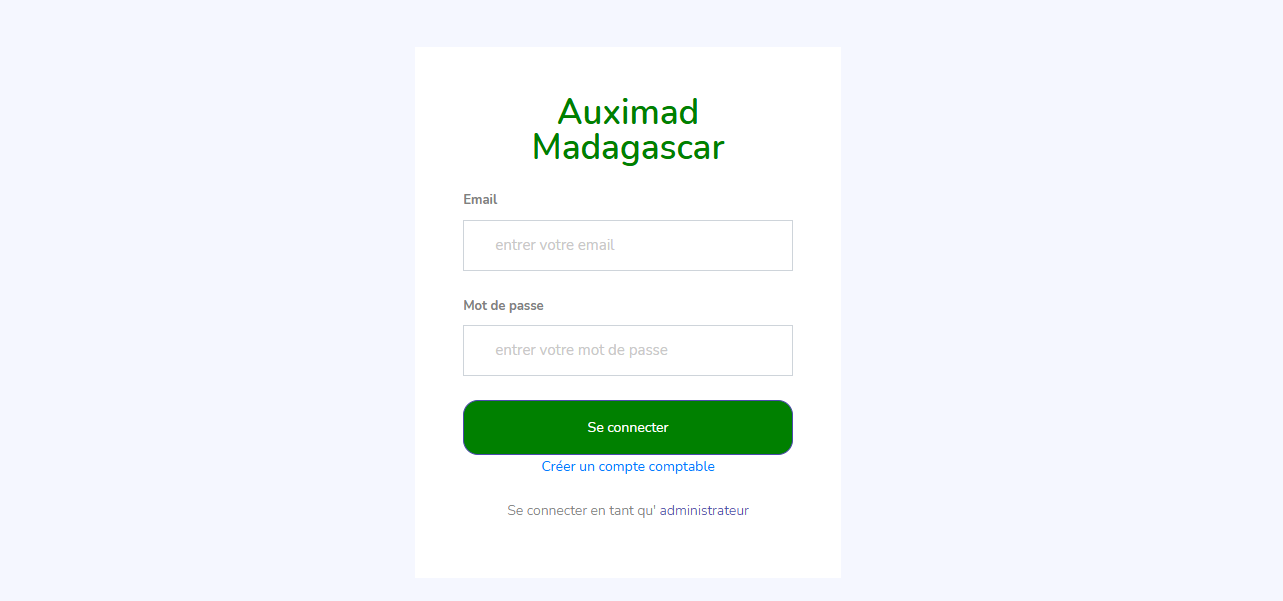 Auximad
Madagascar
Email
entrer votre email
Mot de passe
entrer votre mot de passe
Se connecter
Créer un compte comptable
Se connecter en tant qu' administrateur